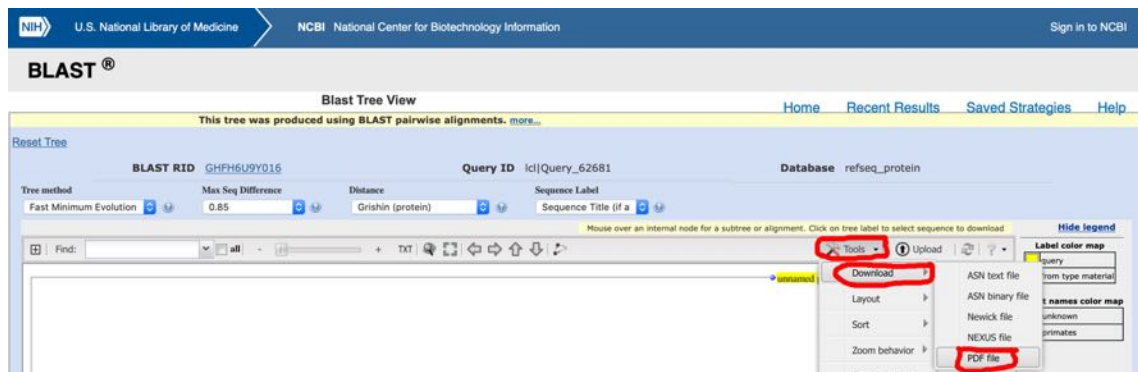 NIH U.S. National Library of Medicine NCBI National Center for Biotechnology Information Sign in to NCBI
BLAST ®
Blast Tree View
Home Recent Results Saved Strategies Help
This tree was produced using BLAST pairwise alignments. more...
Reset Tree
BLAST RID GHFH6U9Y016 Query ID lcl|Query_62681 Database refseq_protein
Tree method Max Seq Difference Distance Sequence Label
Fast Minimum Evolution 0.85 Grishin (protein) Sequence Title (if a
Mouse over an internal node for a subtree or alignment. Click on tree label to select sequence to download Hide legend
Find: all - + TXT Tools Upload ? Label color map
unnamed Download ASN text file query
from type material
Layout ASN binary file names color map
Sort Newick file unknown
NEXUS file primates
Zoom behavior PDF file